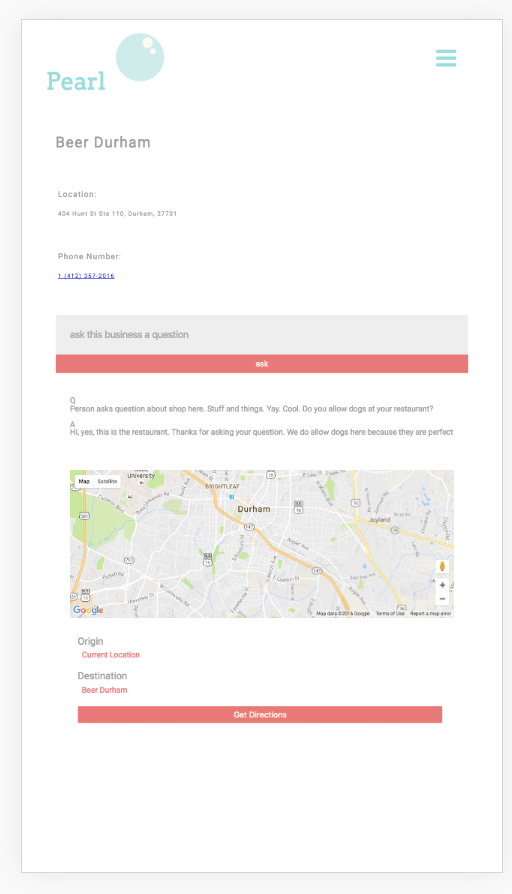 Pearl
Beer Durham
Location:
404 Hunt St Ste 110, Durham, 27701
Phone Number:
1 (412) 357-2016
ask this business a question
ask
Q
Person asks question about shop here. Stuff and things. Yay. Cool. Do you allow dogs at your restaurant?
A
Hi, yes, this is the restaurant. Thanks for asking your question. We do allow dogs here because they are perfect
Map Satellite
University
BRIGHTLEAF
Durham
Joyland
Google
Map data ©2016 Google Terms of Use Report a map error
Origin
Current Location
Destination
Beer Durham
Get Directions